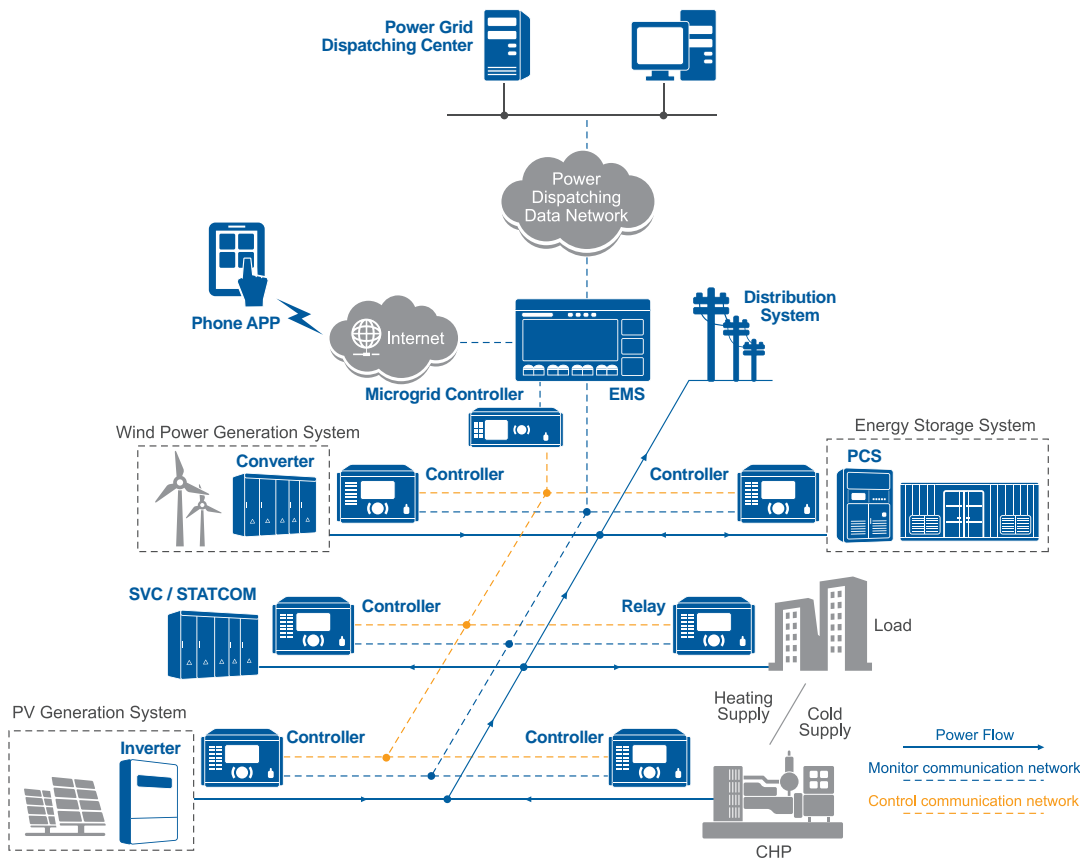 Power Grid
Dispatching Center
Power
Dispatching
Data Network
Phone APP
Internet
Distribution
System
Microgrid Controller
EMS
Wind Power Generation System
Energy Storage System
Converter
Controller
Controller
PCS
SVC / STATCOM
Controller
Relay
Load
PV Generation System
Heating
Supply
Cold
Supply
Inverter
Controller
Controller
Power Flow
Monitor communication network
Control communication network
CHP